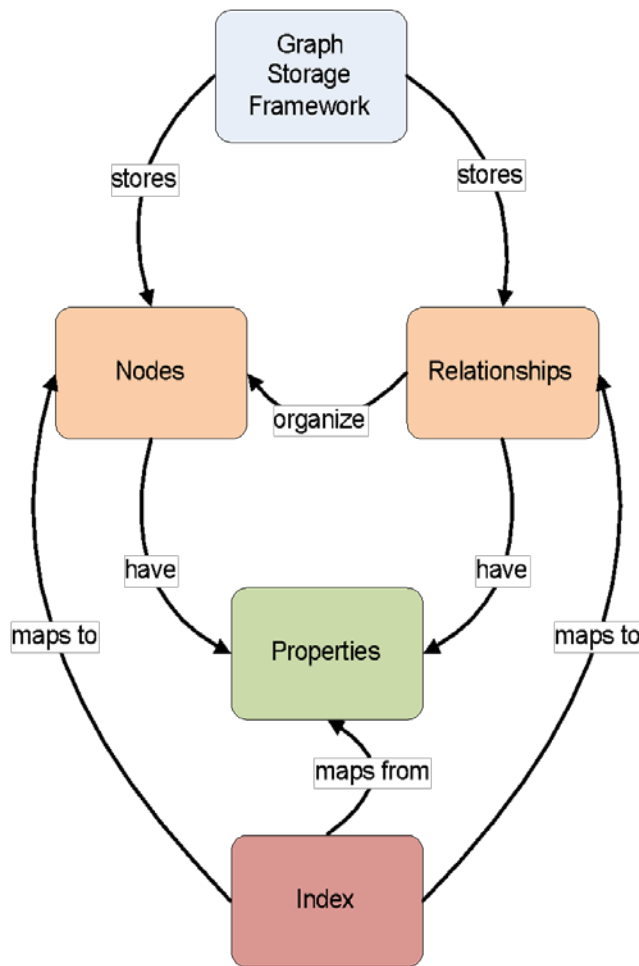 Graph
Storage
Framework
stores
stores
Nodes
Relationships
organize
have
have
maps to
Properties
maps to
maps from
Index